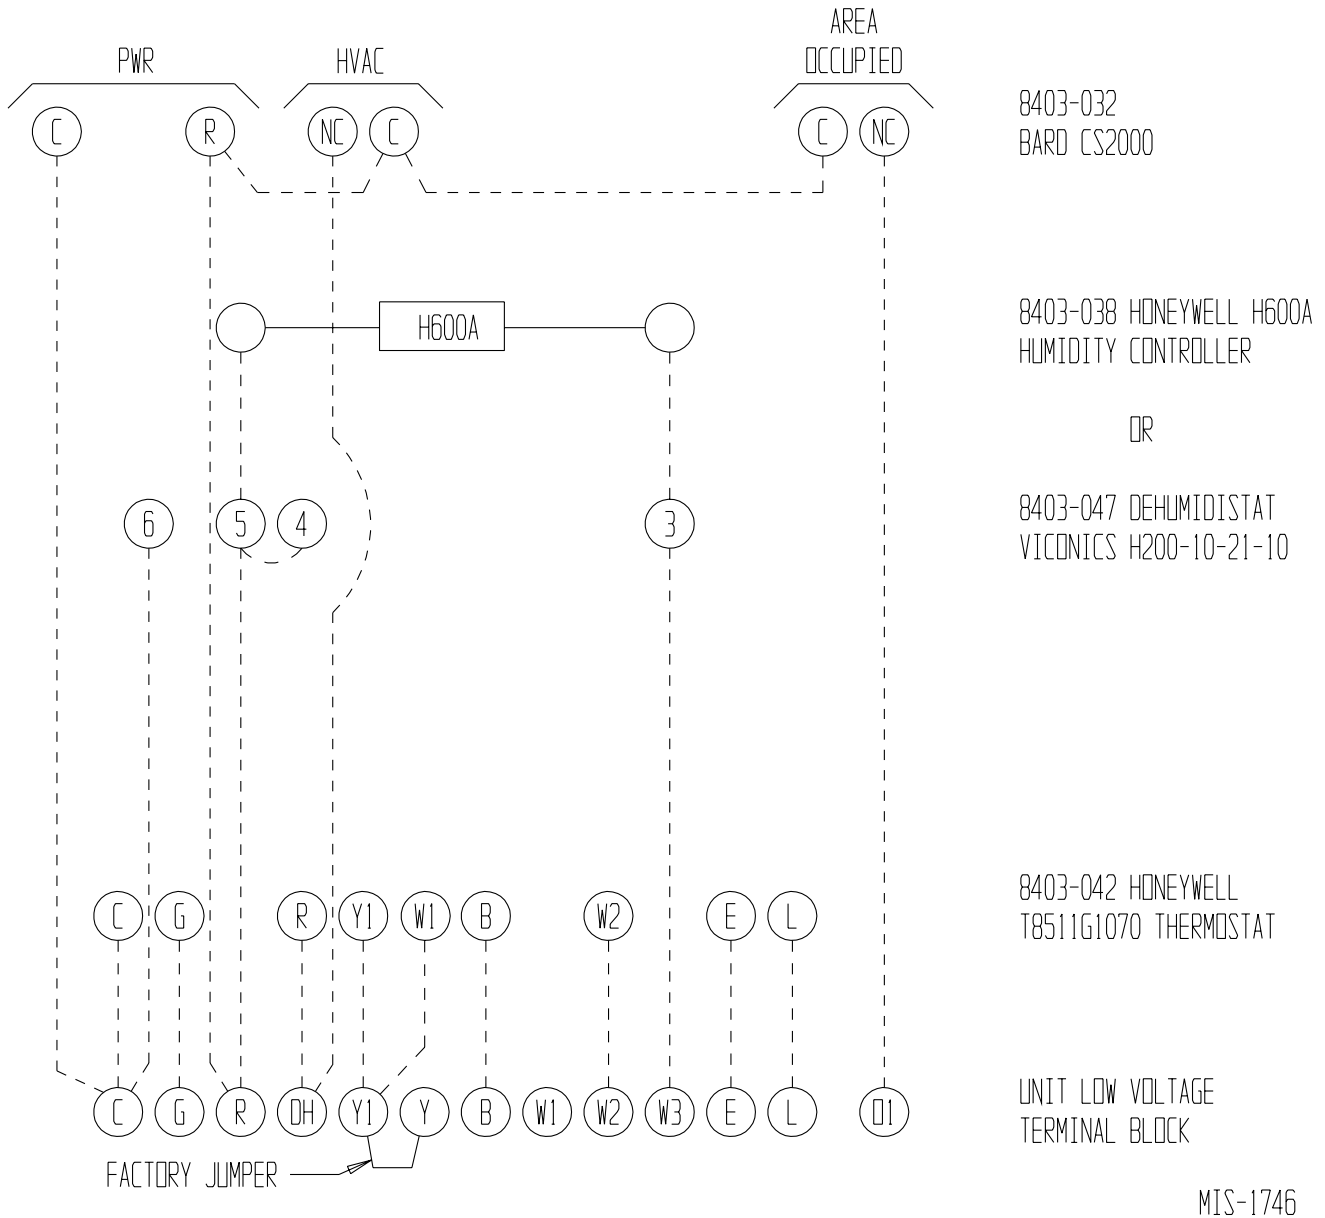 PWR
HVAC
AREA
OCCUPIED
C
R
NC
C
C
NC
8403-032
BARD CS2000
H600A
8403-038 HONEYWELL H600A
HUMIDITY CONTROLLER
OR
6
5
4
3
8403-047 DEHUMIDISTAT
VICONICS H200-10-21-10
C
G
R
Y1
W1
B
W2
E
L
8403-042 HONEYWELL
T8511G1070 THERMOSTAT
C
G
R
OH
Y1
Y
B
W1
W2
W3
E
L
O1
UNIT LOW VOLTAGE
TERMINAL BLOCK
FACTORY JUMPER
MIS-1746